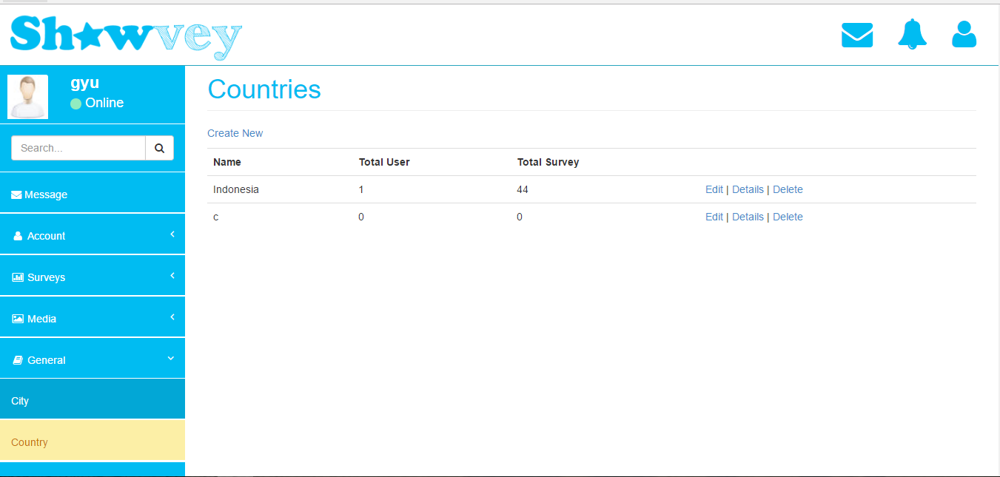 Sh★wvey
gyu
Online
Search...
Message
Account
Surveys
Media
General
City
Country
Countries
Create New
Name Total User Total Survey
Indonesia 1 44 Edit | Details | Delete
c 0 0 Edit | Details | Delete